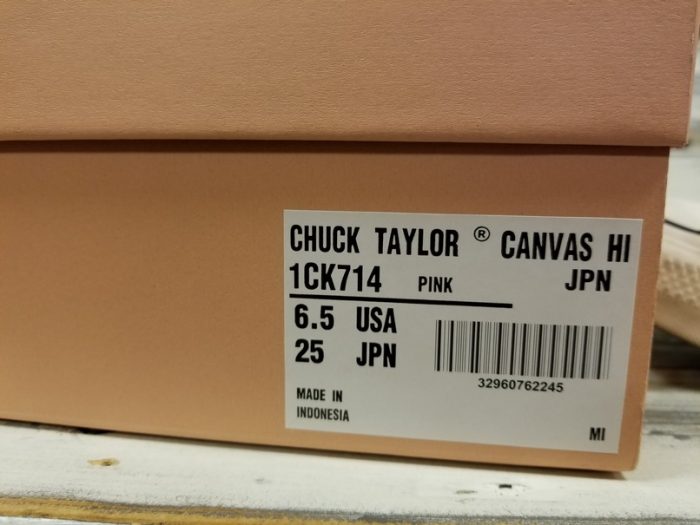 CHUCK TAYLOR ® CANVAS HI
1CK714 PINK JPN
6.5 USA
25 JPN
32960762245
MADE IN
INDONESIA
MI